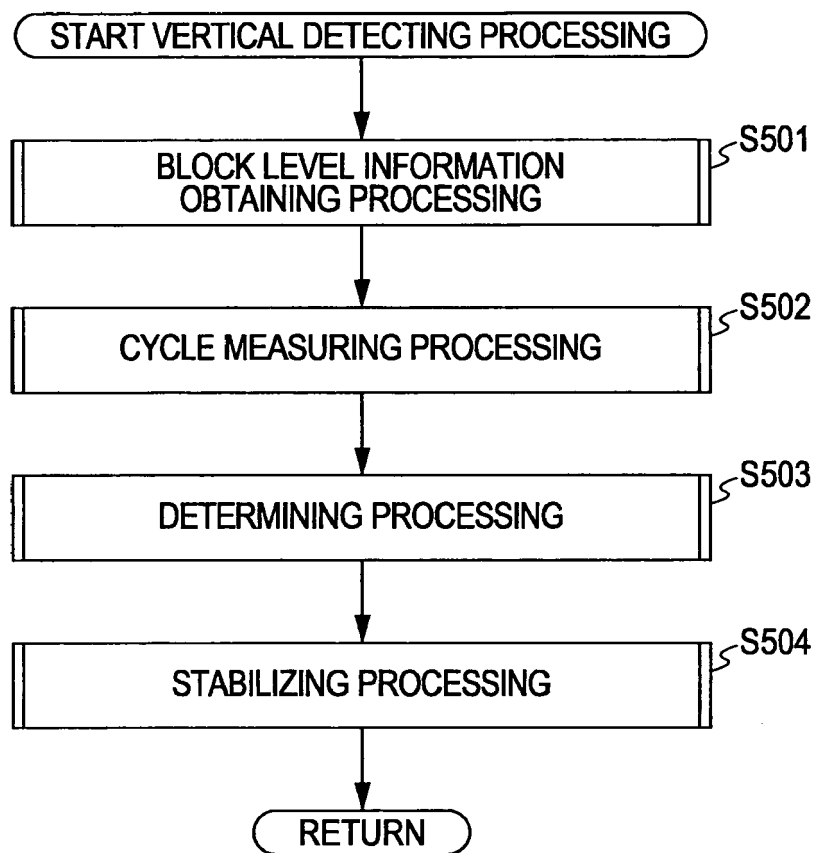 START VERTICAL DETECTING PROCESSING
S501
BLOCK LEVEL INFORMATION
OBTAINING PROCESSING
S502
CYCLE MEASURING PROCESSING
S503
DETERMINING PROCESSING
S504
STABILIZING PROCESSING
RETURN